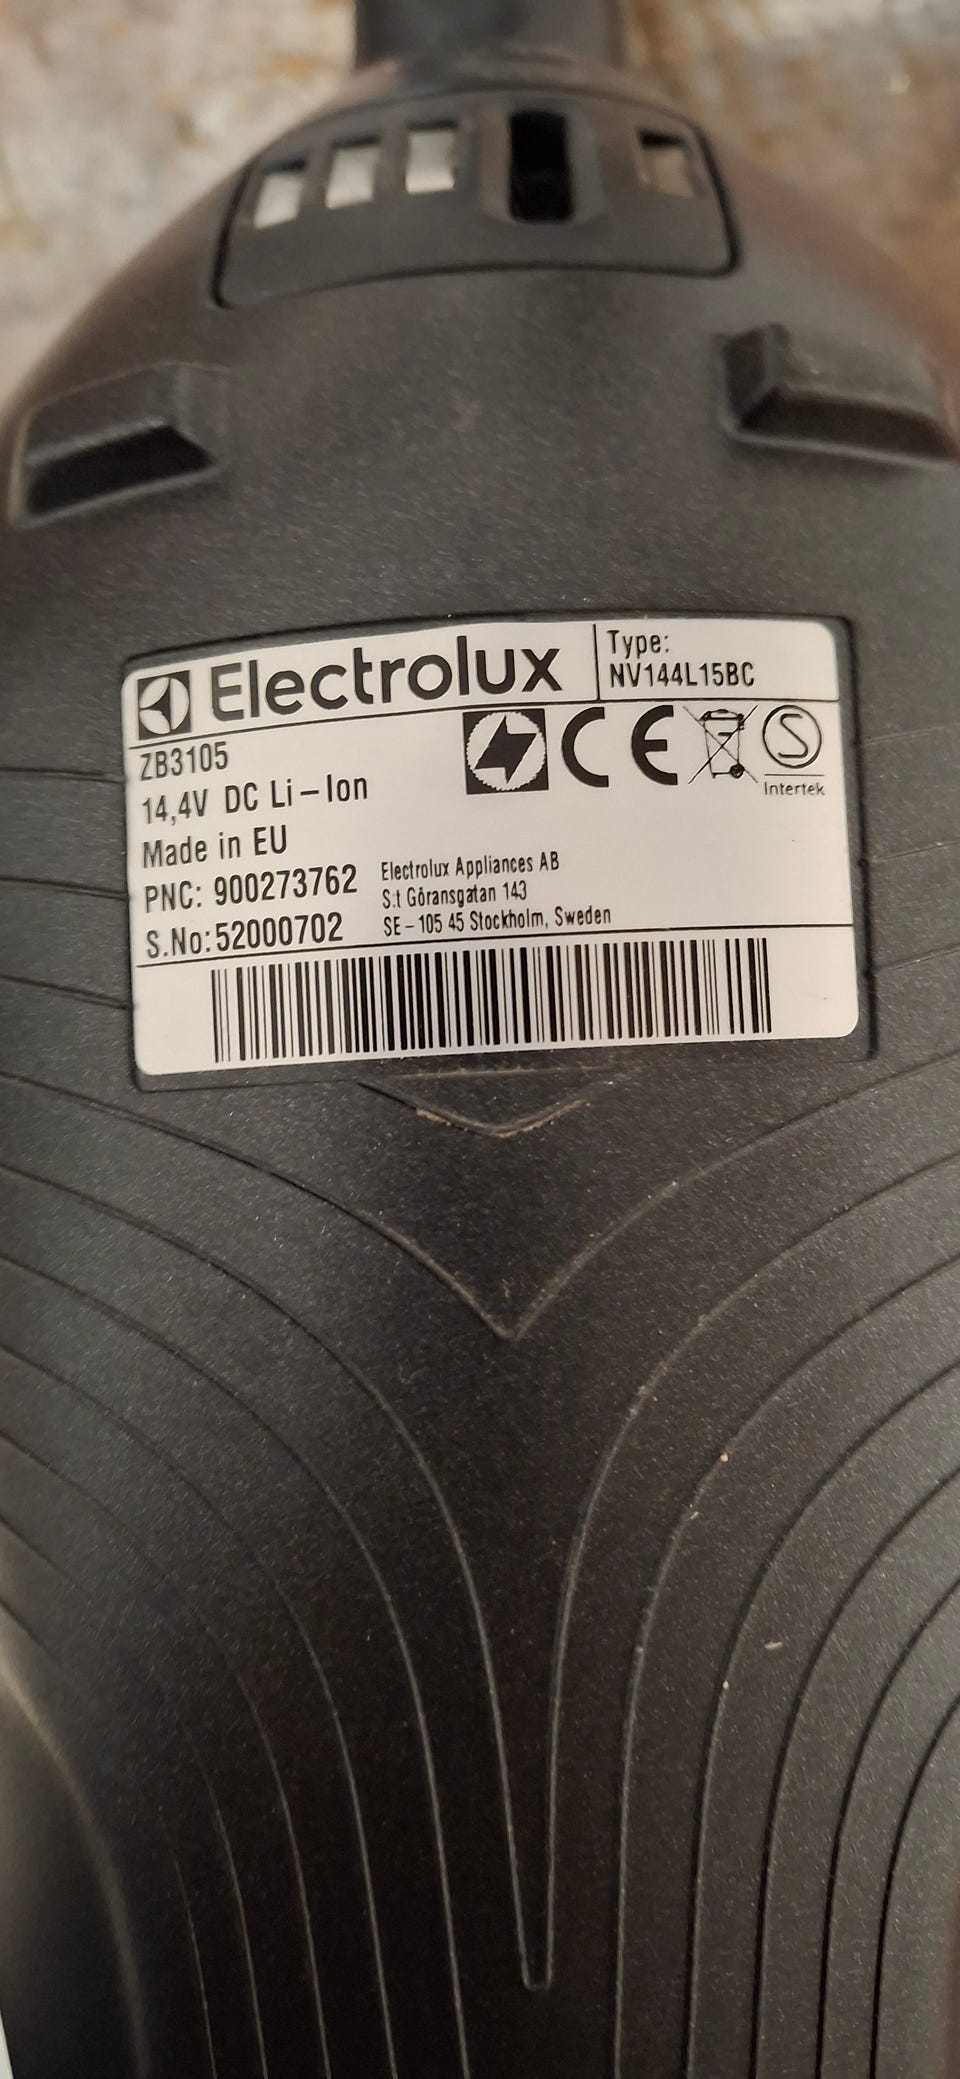 Electrolux
Type:
NV144L15BC
ZB3105
14,4V DC Li-Ion
Made in EU
PNC: 900273762
S.No:52000702
Intertek
Electrolux Appliances AB
S:t Göransgatan 143
SE-105 45 Stockholm, Sweden